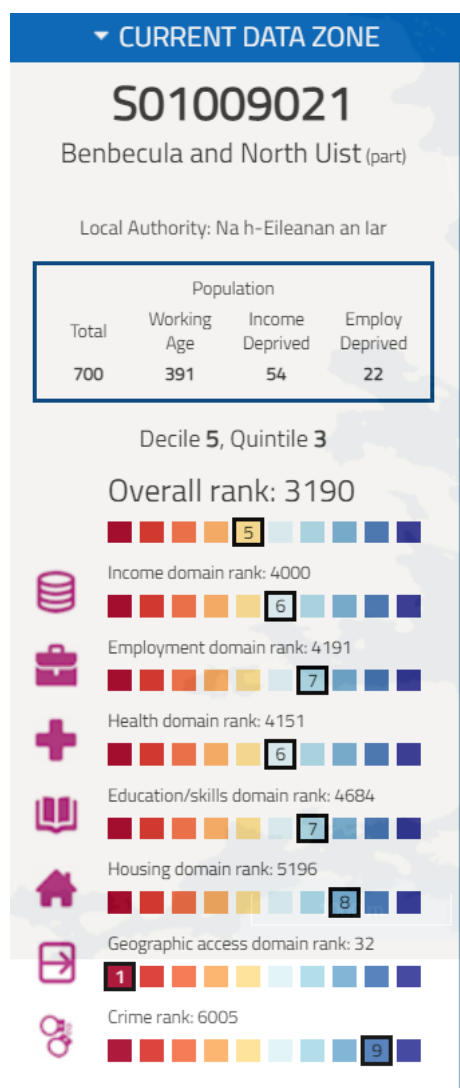 CURRENT DATA ZONE
S01009021
Benbecula and North Uist (part)
Local Authority: Na h-Eileanan an Iar
Population
Total Working Age Income Deprived Employ Deprived
700 391 54 22
Decile 5, Quintile 3
Overall rank: 3190
5
Income domain rank: 4000
6
Employment domain rank: 4191
7
Health domain rank: 4151
6
Education/skills domain rank: 4684
7
Housing domain rank: 5196
8
Geographic access domain rank: 32
1
Crime rank: 6005
9